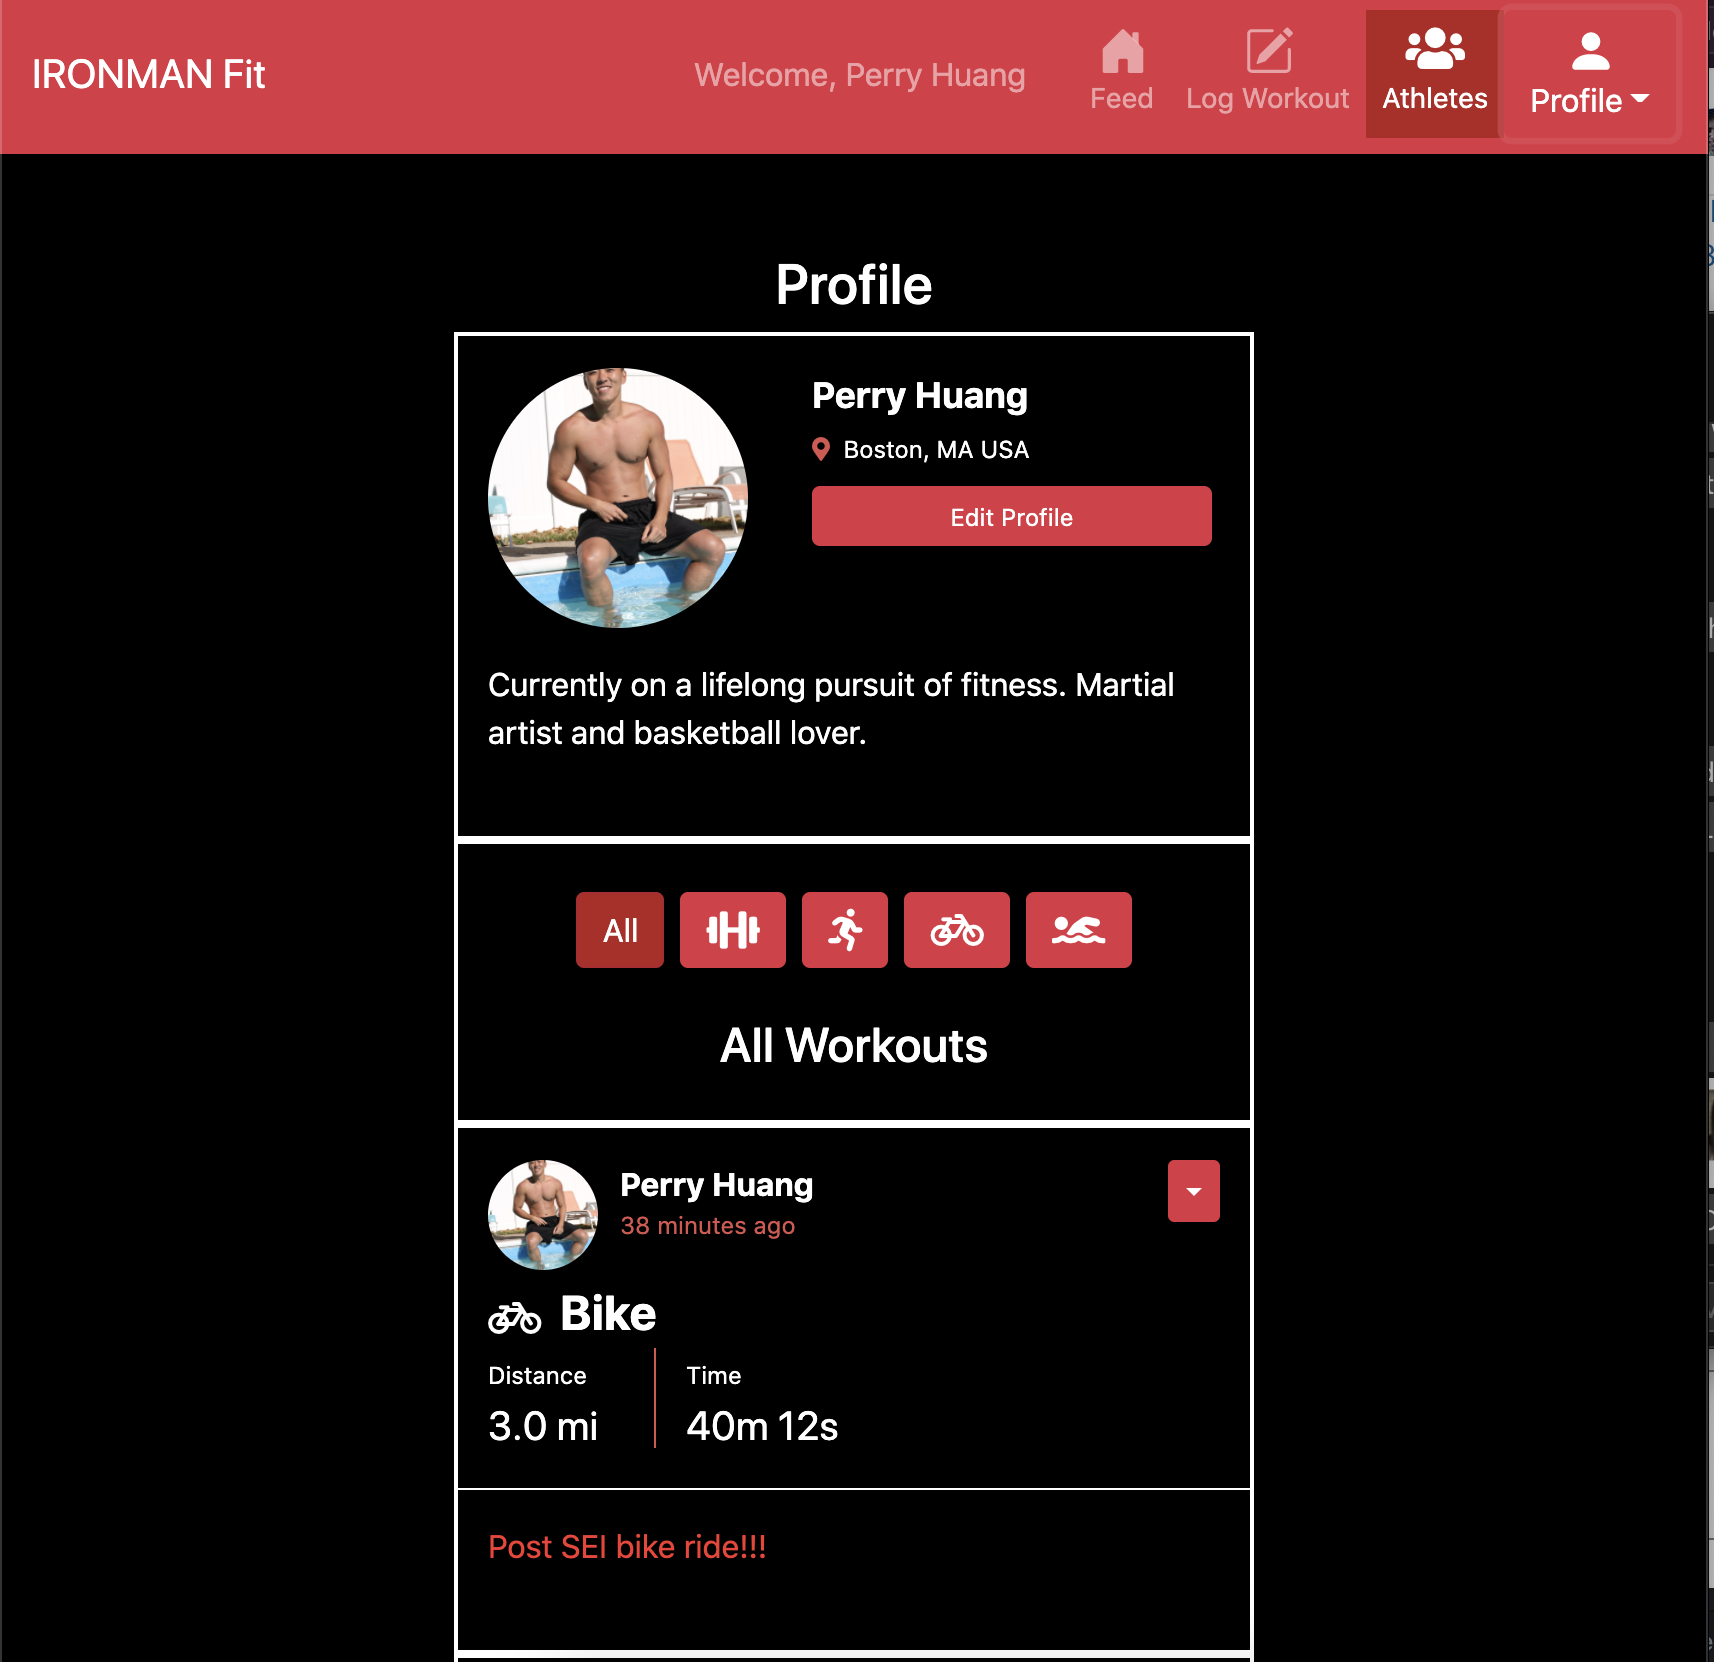 IRONMAN Fit
Welcome, Perry Huang
Feed
Log Workout
Athletes
Profile
Profile
Perry Huang
Boston, MA USA
Edit Profile
Currently on a lifelong pursuit of fitness. Martial
artist and basketball lover.
All
All Workouts
Perry Huang
38 minutes ago
Bike
Distance
Time
3.0 mi
40m 12s
Post SEI bike ride!!!